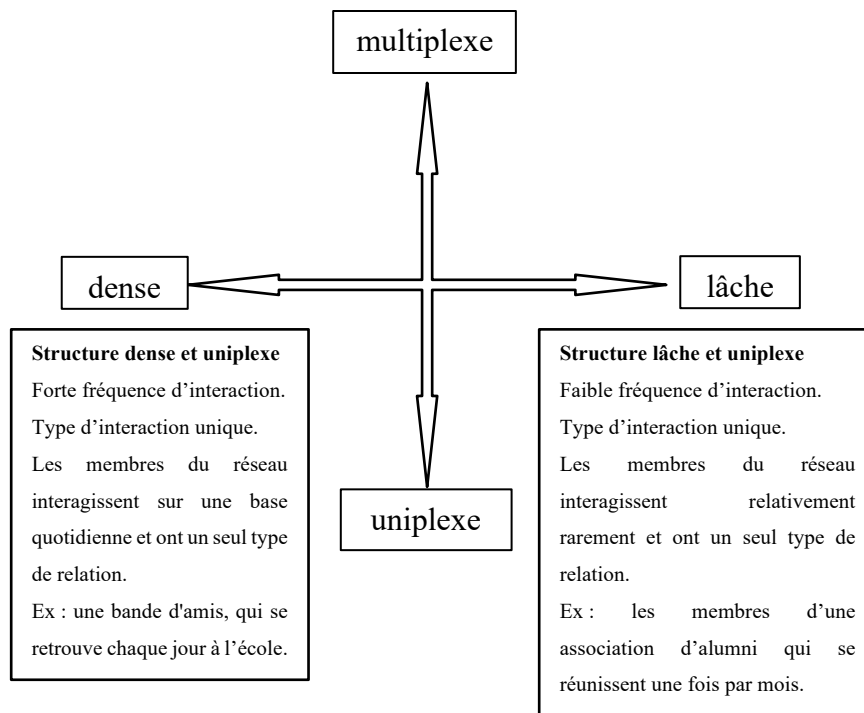 multiplexe
dense
lâche
Structure dense et uniplexe
Forte fréquence d’interaction.
Type d’interaction unique.
Les membres du réseau
interagissent sur une base
quotidienne et ont un seul type
de relation.
Ex : une bande d'amis, qui se
retrouve chaque jour à l’école.
uniplexe
Structure lâche et uniplexe
Faible fréquence d’interaction.
Type d’interaction unique.
Les membres du réseau
interagissent relativement
rarement et ont un seul type de
relation.
Ex : les membres d’une
association d’alumni qui se
réunissent une fois par mois.